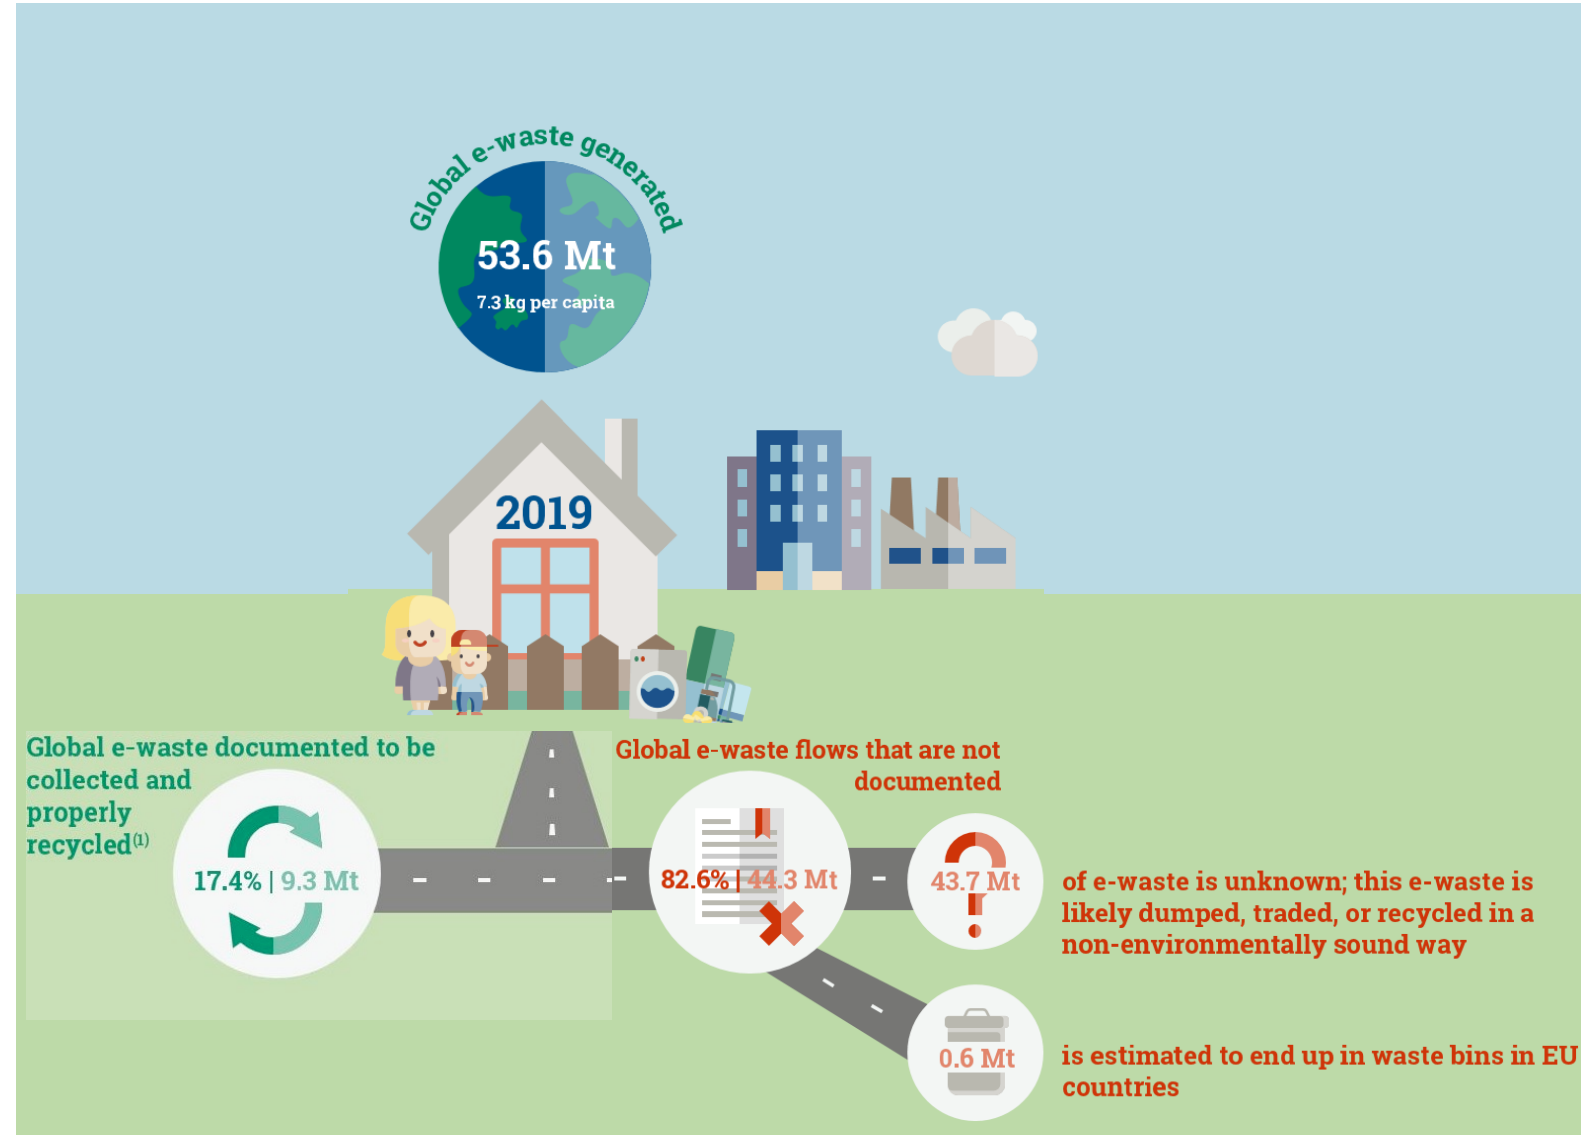 Global e-waste generated
53.6 Mt
7.3 kg per capita
2019
Global e-waste documented to be
collected and
properly
recycled(1)
17.4% | 9.3 Mt
Global e-waste flows that are not
documented
82.6% | 44.3 Mt
43.7 Mt
of e-waste is unknown; this e-waste is
likely dumped, traded, or recycled in a
non-environmentally sound way
0.6 Mt
is estimated to end up in waste bins in EU
countries